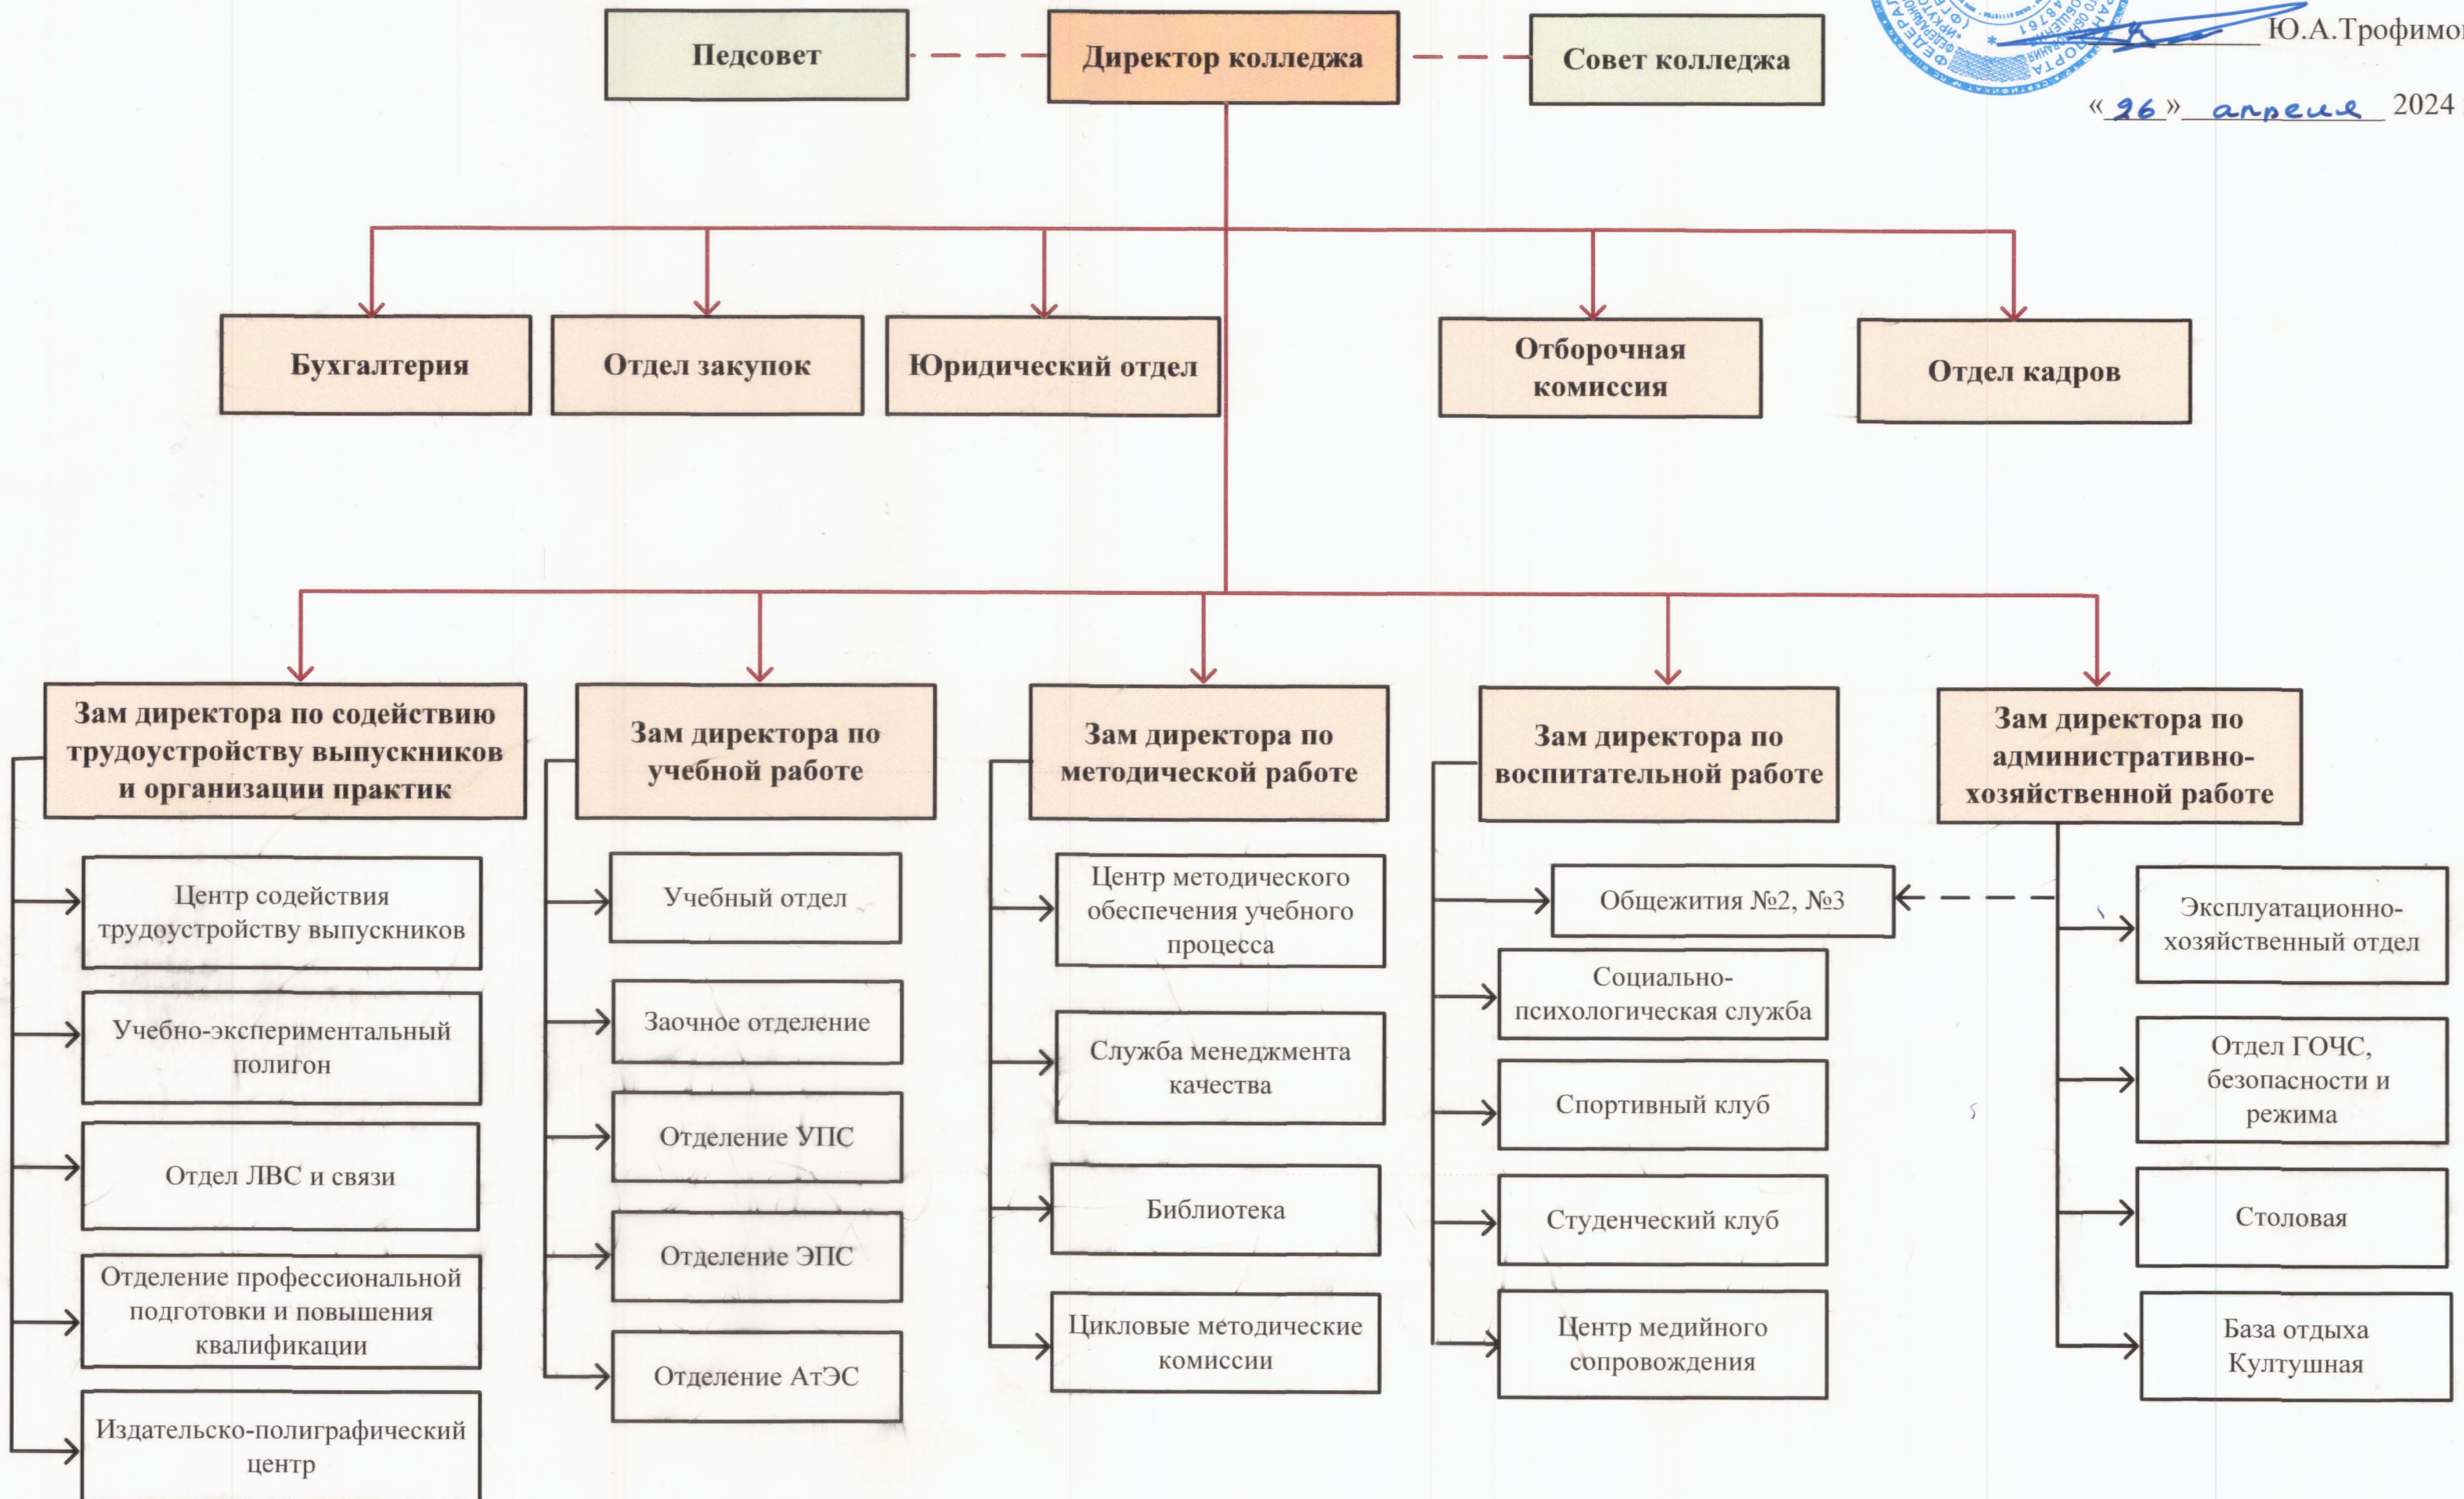 Педсовет
Директор колледжа
Совет колледжа
Ю.А.Трофимо
«26» апреля 2024
Бухгалтерия
Отдел закупок
Юридический отдел
Отборочная
комиссия
Отдел кадров
Зам директора по содействию
трудоустройству выпускников
и организации практик
Зам директора по
учебной работе
Зам директора по
методической работе
Зам директора по
воспитательной работе
Зам директора по
административно-
хозяйственной работе
Центр содействия
трудоустройству выпускников
Учебно-экспериментальный
полигон
Отдел ЛВС и связи
Отделение профессиональной
подготовки и повышения
квалификации
Издательско-полиграфический
центр
Учебный отдел
Заочное отделение
Отделение УПС
Отделение ЭПС
Отделение АтЭС
Центр методического
обеспечения учебного
процесса
Служба менеджмента
качества
Библиотека
Цикловые методические
комиссии
Общежития №2, №3
Социально-
психологическая служба
Спортивный клуб
Студенческий клуб
Центр медийного
сопровождения
Эксплуатационно-
хозяйственный отдел
Отдел ГОЧС,
безопасности и
режима
Столовая
База отдыха
Култушная